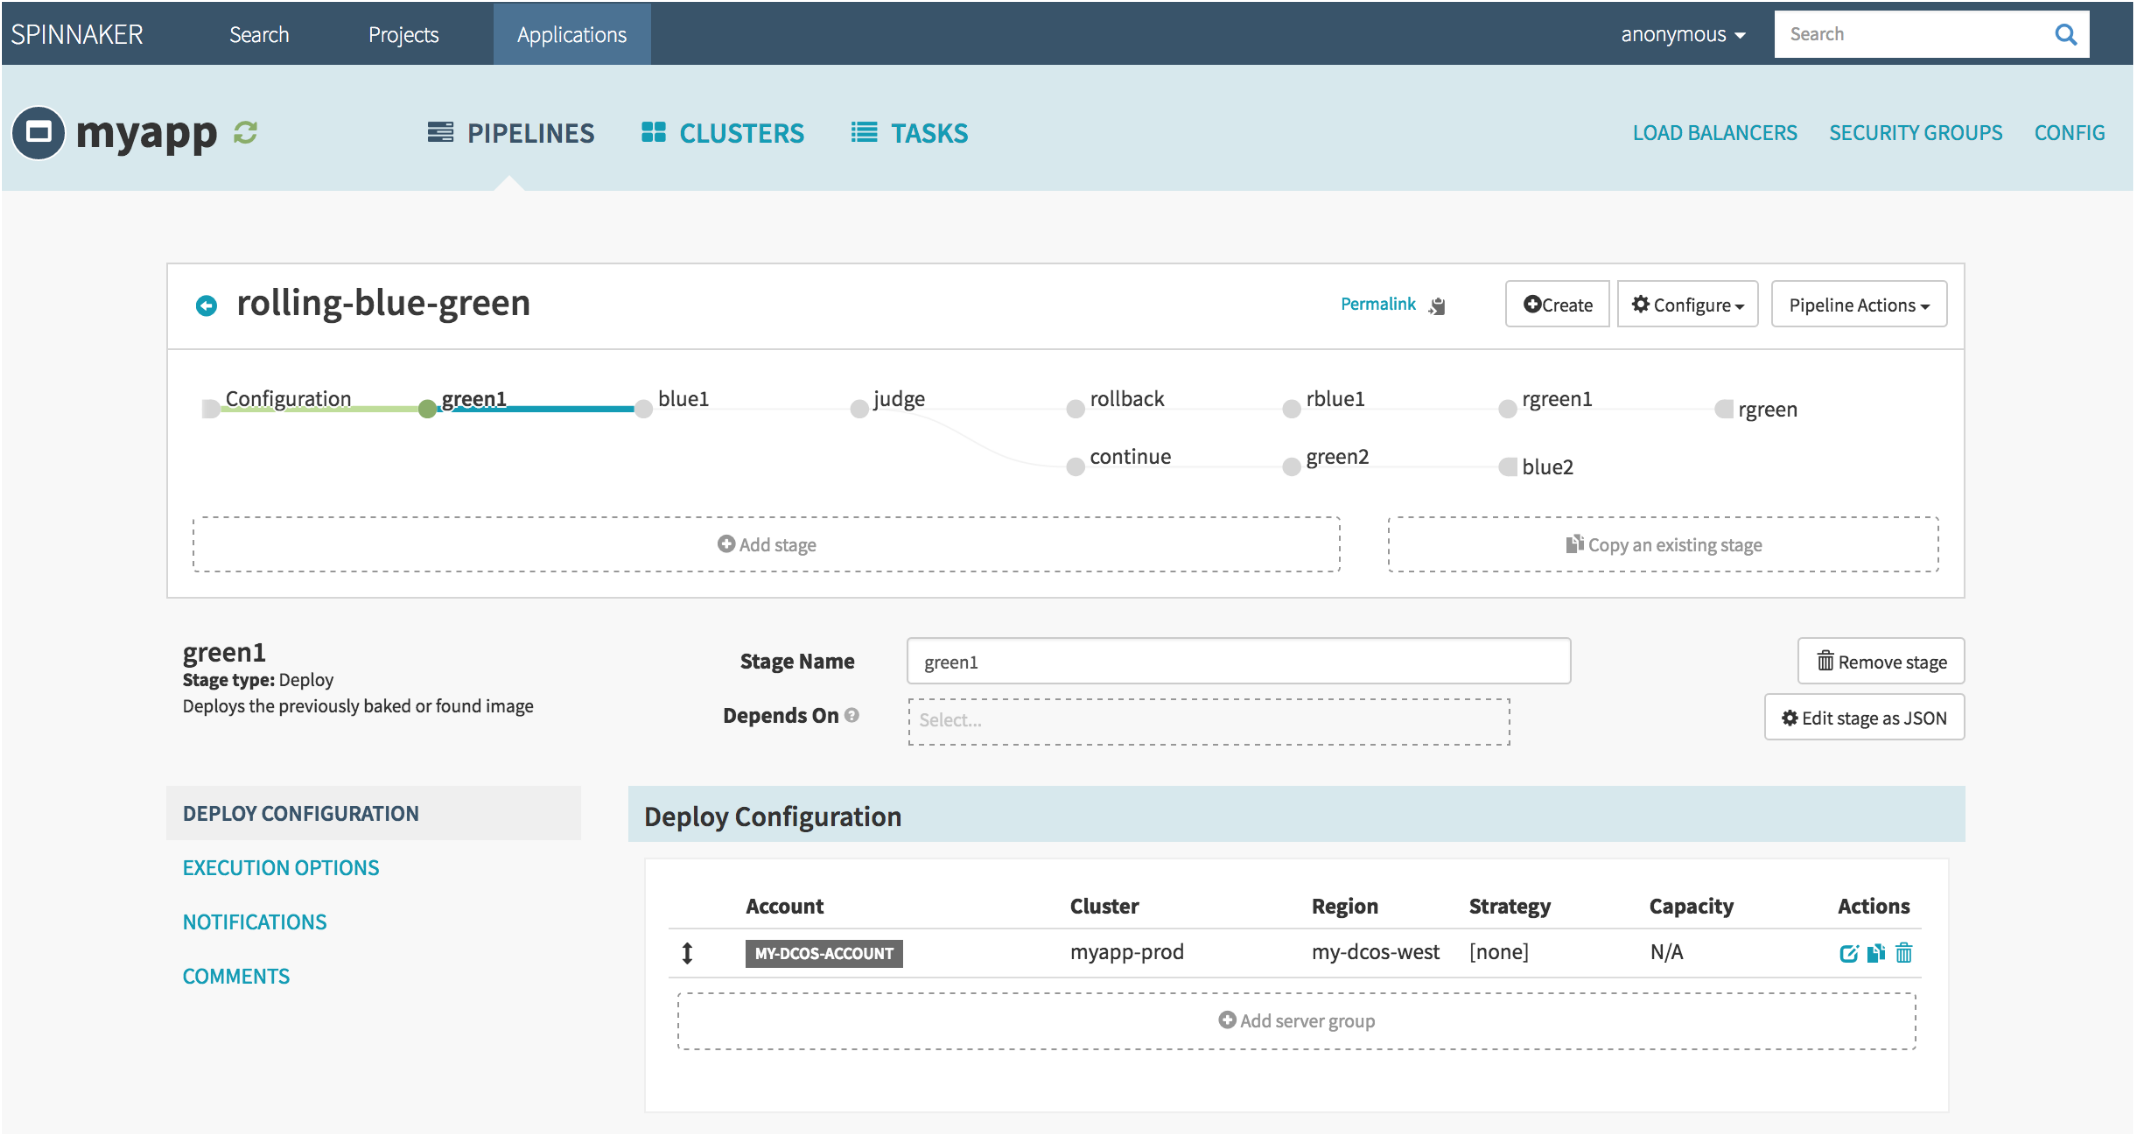 SPINNAKER Search Projects Applications anonymous Search
myapp PIPELINES CLUSTERS TASKS LOAD BALANCERS SECURITY GROUPS CONFIG
rolling-blue-green Permalink Create Configure Pipeline Actions
Configuration green1 blue1 judge rollback rblue1 rgreen1 rgreen
continue green2 blue2
Add stage Copy an existing stage
green1
Stage type: Deploy
Deploys the previously baked or found image
Stage Name green1 Remove stage
Depends On ? Select... Edit stage as JSON
DEPLOY CONFIGURATION
EXECUTION OPTIONS
NOTIFICATIONS
COMMENTS
Deploy Configuration
Account Cluster Region Strategy Capacity Actions
MY-DCOS-ACCOUNT myapp-prod my-dcos-west [none] N/A
Add server group